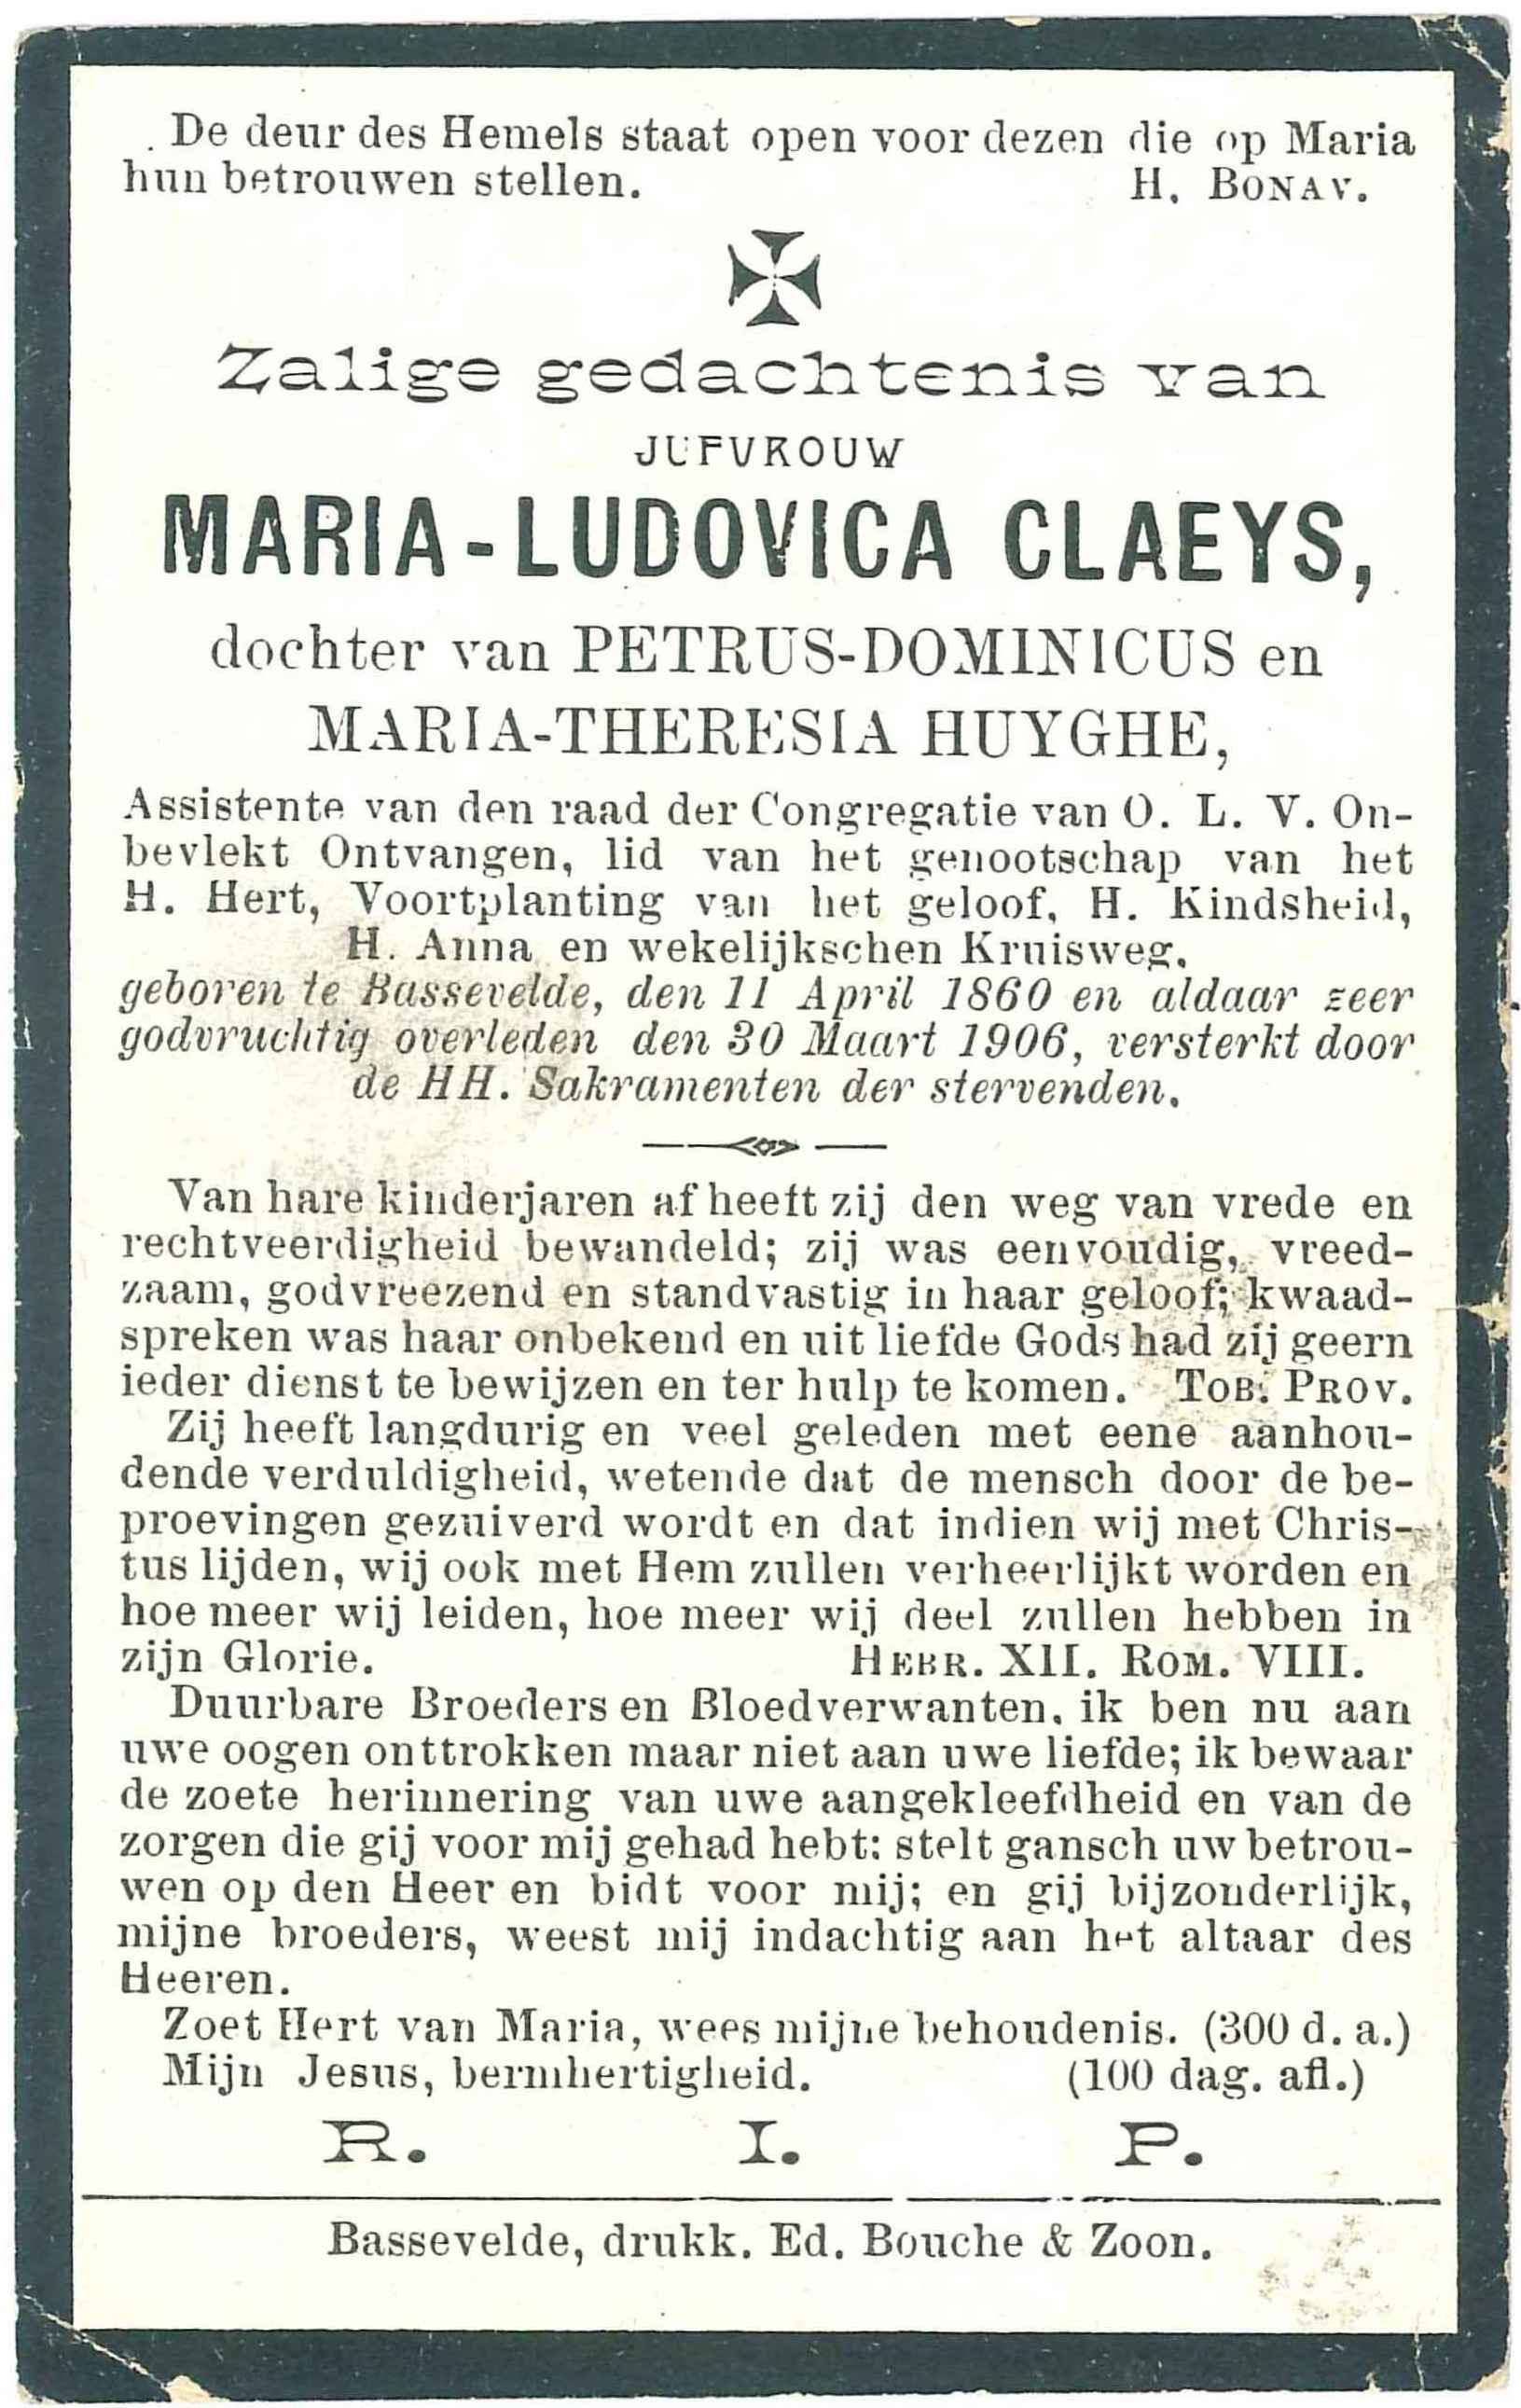 De deur des Hemels staat open voor dezen die op Maria
hun betrouwen stellen. H. BONAV.
Zalige gedachtenis van
JUFVROUW
MARIA-LUDOVICA CLAEYS,
dochter van PETRUS-DOMINICUS en
MARIA-THERESIA HUYGHE,
Assistente van den raad der Congregatie van O. L. V. On-
bevlekt Ontvangen, lid van het genootschap van het
H. Hert, Voortplanting van het geloof, H. Kindsheid,
H. Anna en wekelijkschen Kruisweg,
geboren te Bassevelde, den 11 April 1860 en aldaar zeer
godvruchtig overleden den 30 Maart 1906, versterkt door
de HH. Sakramenten der stervenden.
Van hare kinderjaren af heeft zij den weg van vrede en
rechtveerdigheid bewandeld; zij was eenvoudig, vreed-
zaam, godvreezend en standvastig in haar geloof; kwaad-
spreken was haar onbekend en uit liefde Gods had zij geern
ieder dienst te bewijzen en ter hulp te komen. TOB. PROV.
Zij heeft langdurig en veel geleden met eene aanhou-
dende verduldigheid, wetende dat de mensch door de be-
proevingen gezuiverd wordt en dat indien wij met Chris-
tus lijden, wij ook met Hem zullen verheerlijkt worden en
hoe meer wij leiden, hoe meer wij deel zullen hebben in
zijn Glorie. HEBR. XII. ROM. VIII.
Duurbare Broeders en Bloedverwanten, ik ben nu aan
uwe oogen onttrokken maar niet aan uwe liefde; ik bewaar
de zoete herinnering van uwe aangekleefdheid en van de
zorgen die gij voor mij gehad hebt: stelt gansch uw betrou-
wen op den Heer en bidt voor mij; en gij bijzonderlijk,
mijne broeders, weest mij indachtig aan het altaar des
Heeren.
Zoet Hert van Maria, wees mijne behoudenis. (300 d. a.)
Mijn Jesus, bermhertigheid. (100 dag. afl.)
R. I. P.
Bassevelde, drukk. Ed. Bouche & Zoon.